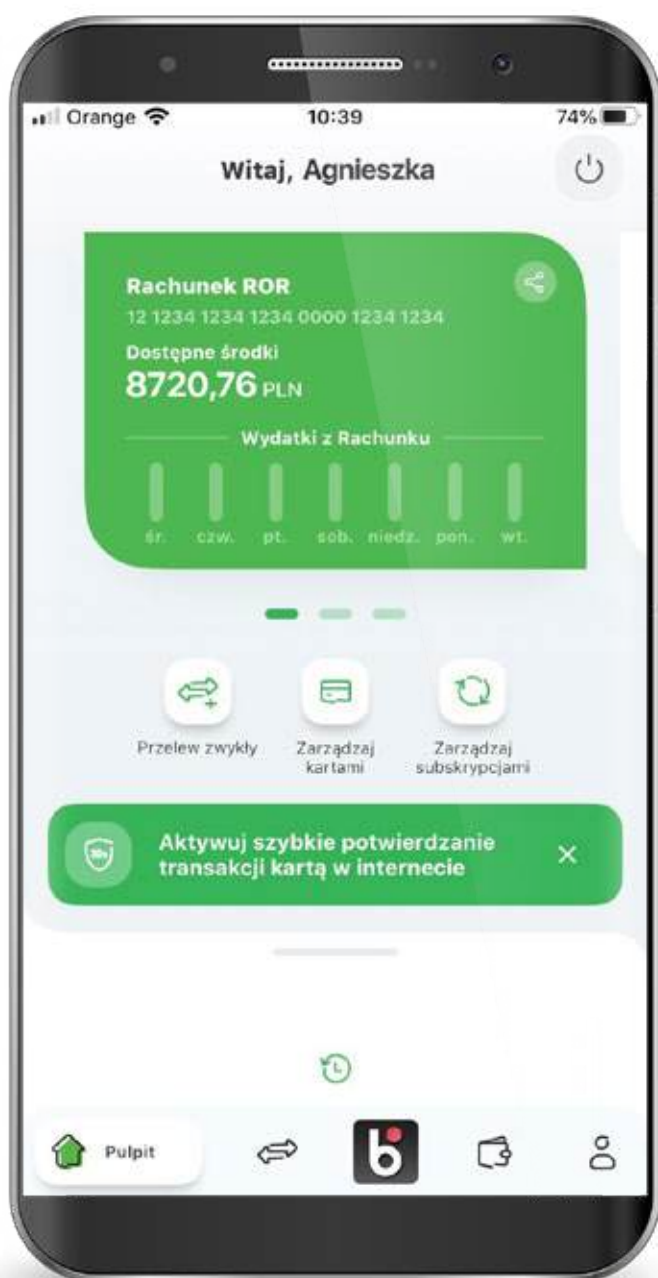 Orange
10:39
74%
Witaj, Agnieszka
Rachunek ROR
12 1234 1234 1234 0000 1234 1234
Dostępne środki
8720,76 PLN
Wydatki z Rachunku
śr. czw. pt. sob. niedz. pon. wt.
Przelew zwykły
Zarządzaj
kartami
Zarządzaj
subskrypcjami
Aktywuj szybkie potwierdzanie
transakcji kartą w internecie
Pulpit